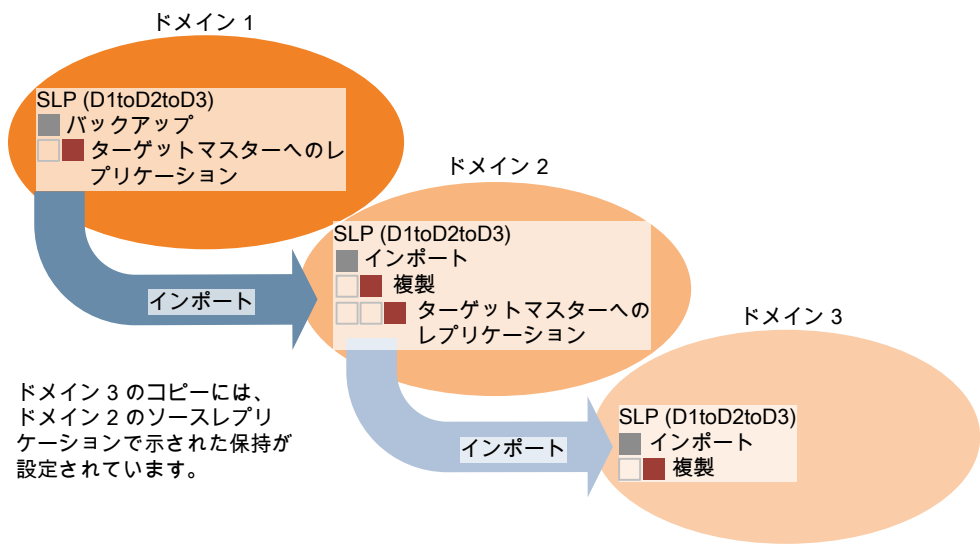 ドメイン 1
SLP (D1toD2toD3)
バックアップ
ターゲットマスターへのレ
プリケーション
インポート
ドメイン 2
SLP (D1toD2toD3)
インポート
複製
ターゲットマスターへの
レプリケーション
インポート
ドメイン 3
SLP (D1toD2toD3)
インポート
複製
ドメイン 3 のコピーには、
ドメイン 2 のソースレプリ
ケーションで示された保持が
設定されています。